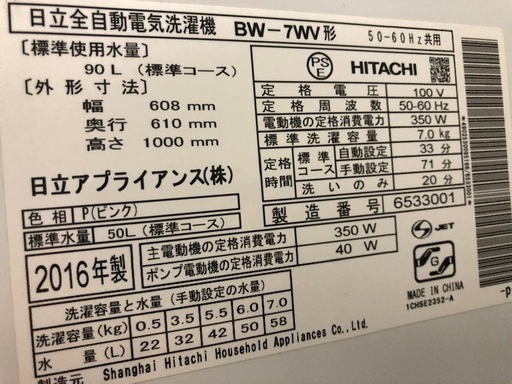 日立全自動電気洗濯機 BW-7WV形 50-60Hz共用
[標準使用水量]
90L (標準コース)
[外形寸法]
幅 608 mm
奥行 610 mm
高さ 1000 mm
日立アプライアンス(株)
色相 P(ピンク)
標準水量 50L(標準コース)
PSE
HITACHI
定格電圧 100 V
定格周波数 50-60 Hz
電動機の定格消費電力 350 W
標準洗濯容量 7.0 kg
定格時間 標準コース 自動設定 33 分
手動設定 71 分
洗いのみ 20 分
製造番号 6533001
2016年製
主電動機の定格消費電力 350 W
ポンプ電動機の定格消費電力 40 W
S JET
S
G
MADE IN CHINA
1CHSE2352-A
洗濯容量と水量 (手動設定の水量)
洗濯容量(kg) 0.5 3.5 5.5 6.0 7.0
水量(L) 22 32 42 50 58
製造元 Shanghai Hitachi Household Appliances Co., Ltd.
-P